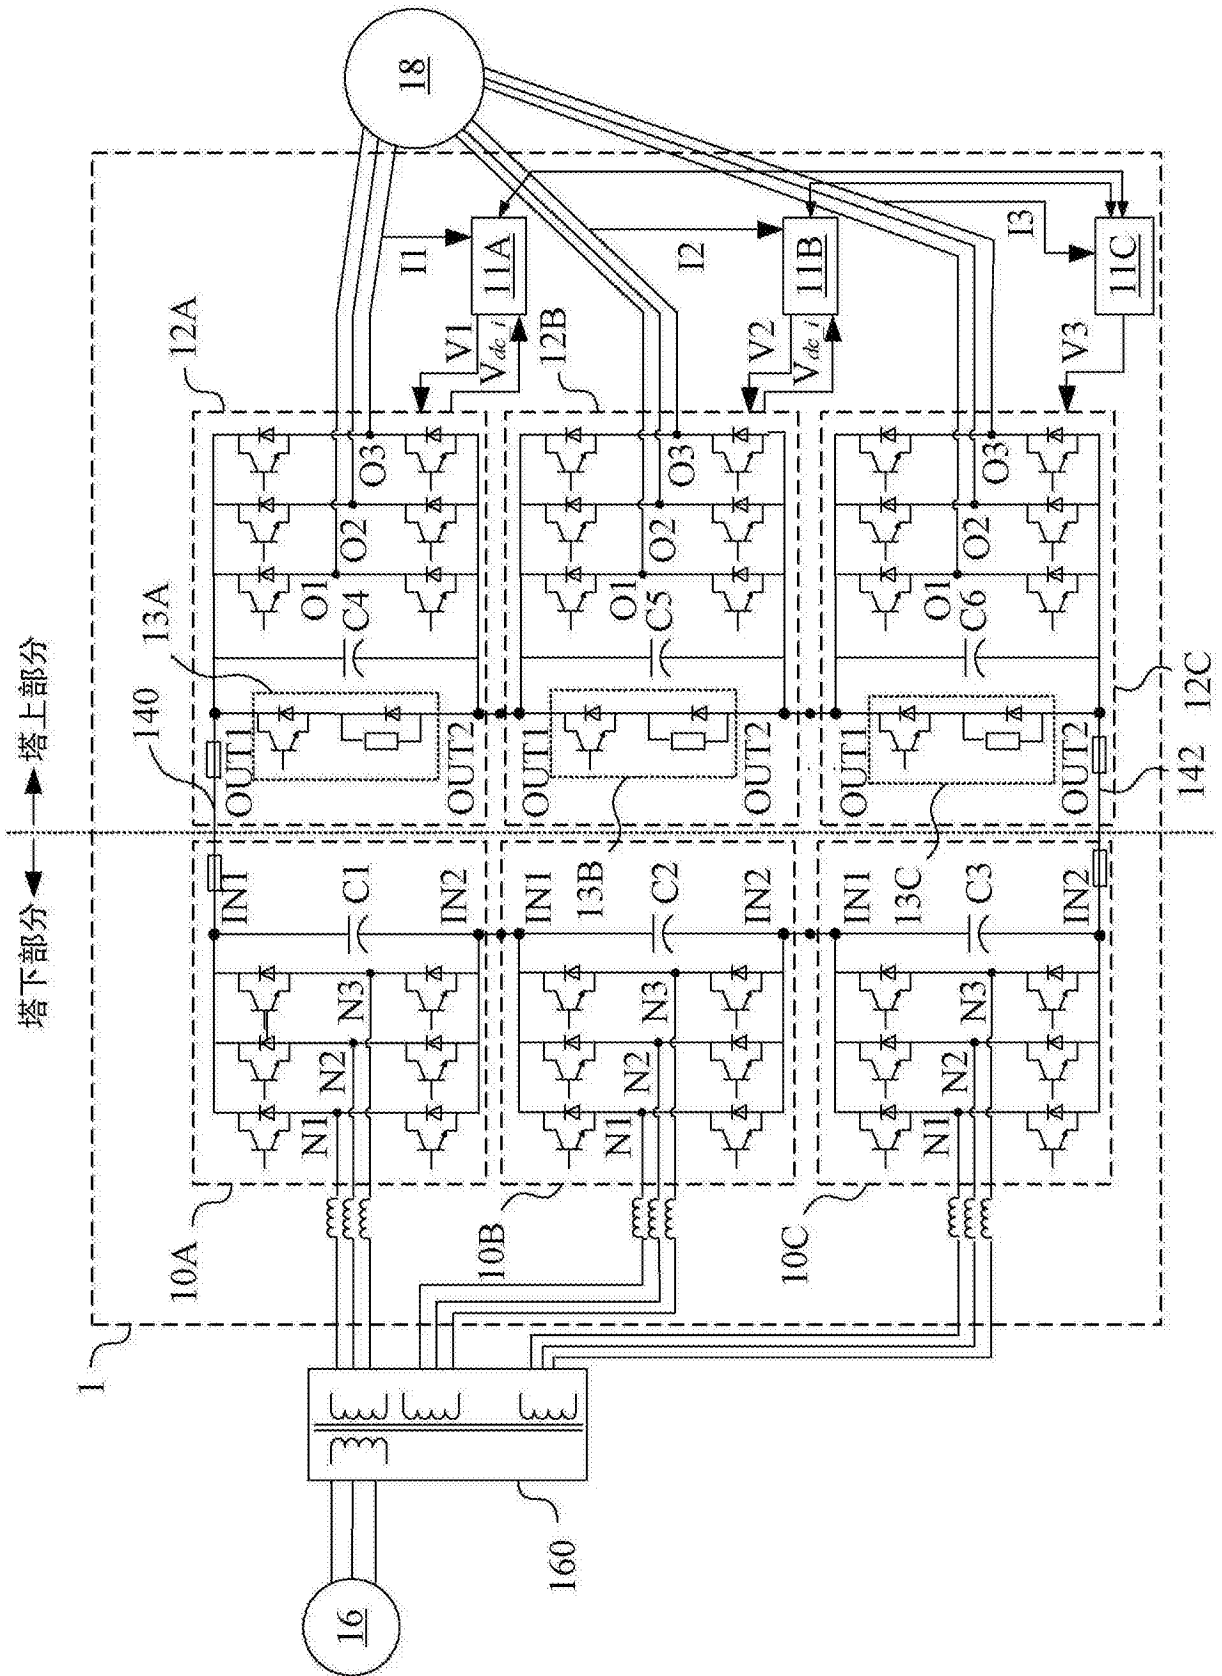 塔下部分 塔上部分
1
10A
IN1
140
OUT1
13A
12A
16
160
N1
N2
N3
C1
IN2
OUT2
C4
O1
O2
O3
V1
Vdc_i
I1
11A
18
10B
IN1
13B
OUT1
12B
N1
N2
N3
C2
IN2
OUT2
C5
O1
O2
O3
V2
Vdc_i
I2
11B
10C
IN1
13C
OUT1
N1
N2
N3
C3
IN2
OUT2
C6
O1
O2
O3
V3
I3
11C
142
12C